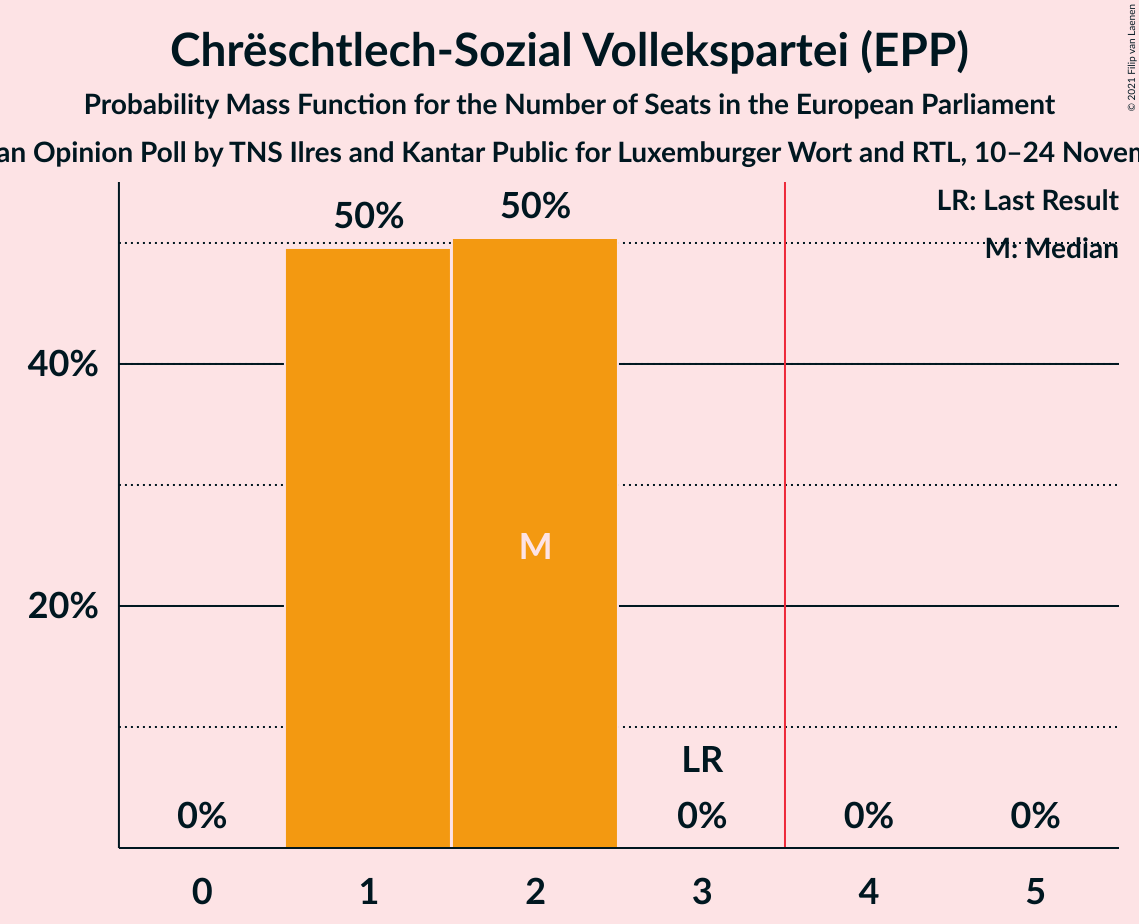 Chrëschtlech-Sozial Vollekspartei (EPP)
Probability Mass Function for the Number of Seats in the European Parliament
an Opinion Poll by TNS Ilres and Kantar Public for Luxemburger Wort and RTL, 10–24 Novem
© 2021 Filip van Laenen
LR: Last Result
M: Median
50%
50%
40%
M
20%
LR
0%
0%
0%
0%
0
1
2
3
4
5